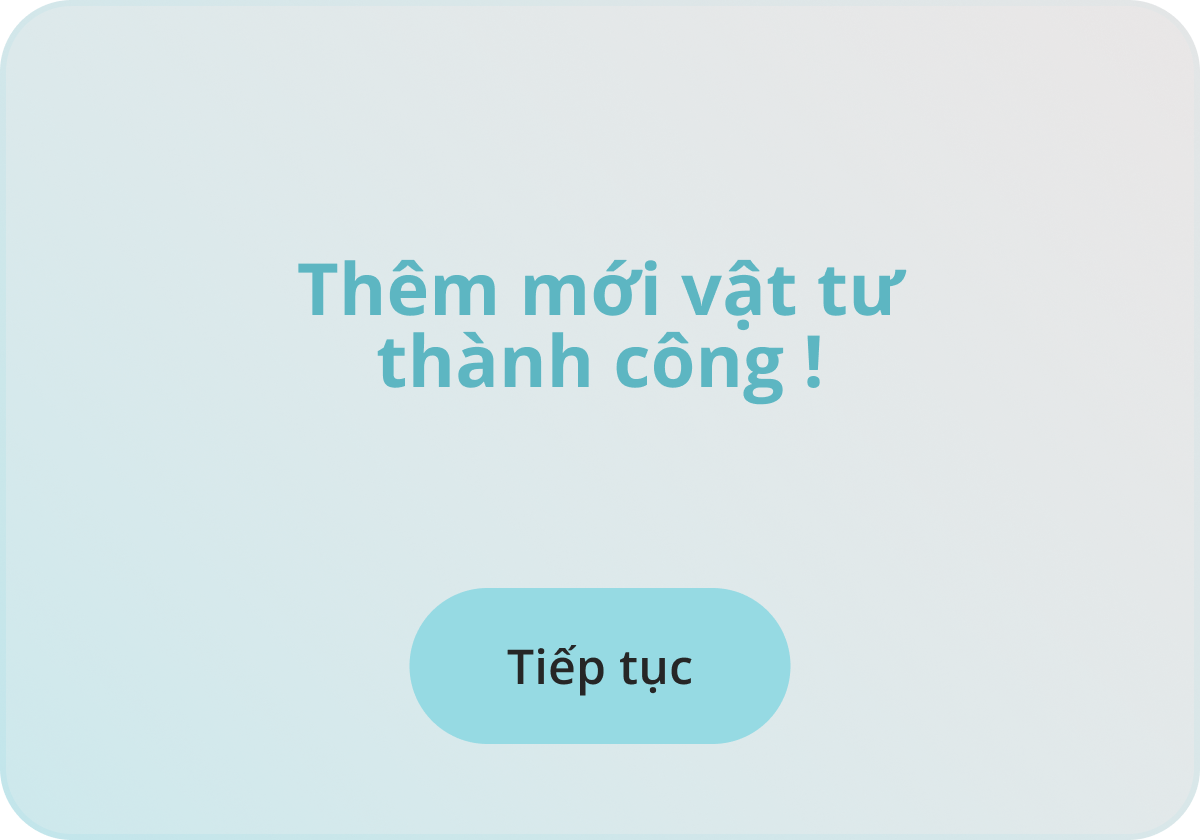 Thêm mới vật tư
thành công !
Tiếp tục